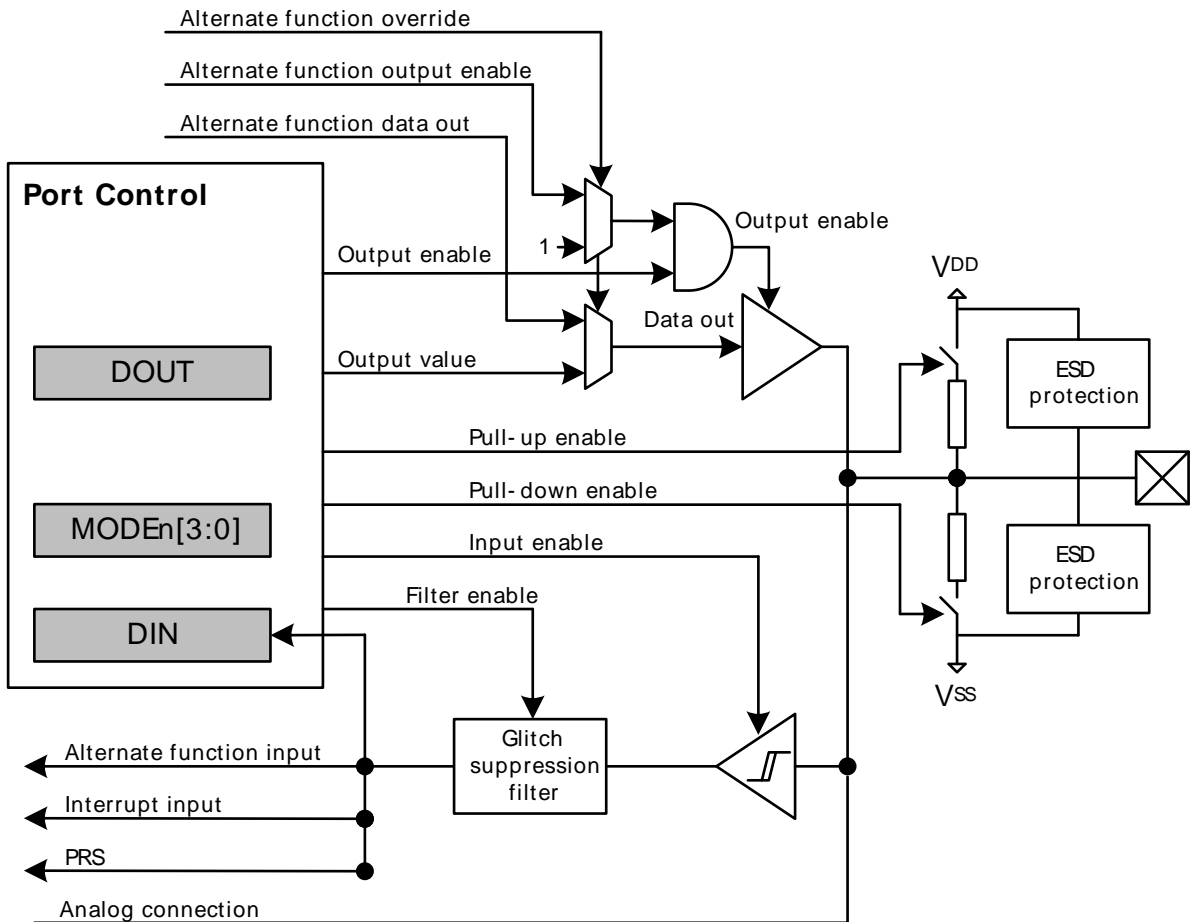 Alternate function override
Alternate function output enable
Alternate function data out
Port Control
Output enable
1
Output enable
VDD
Data out
DOUT
Output value
ESD
protection
Pull-up enable
Pull-down enable
MODEn[3:0]
Input enable
ESD
protection
Filter enable
DIN
VSS
Glitch
suppression
filter
Alternate function input
Interrupt input
PRS
Analog connection